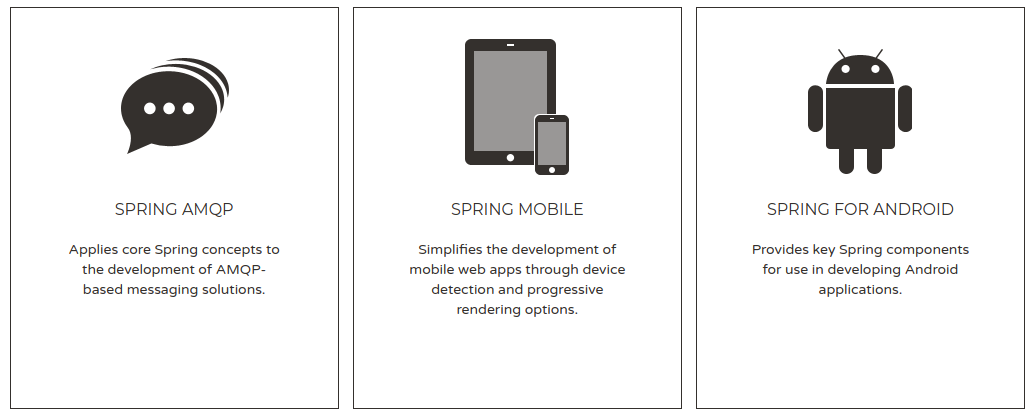 SPRING AMQP
Applies core Spring concepts to
the development of AMQP-
based messaging solutions.
SPRING MOBILE
Simplifies the development of
mobile web apps through device
detection and progressive
rendering options.
SPRING FOR ANDROID
Provides key Spring components
for use in developing Android
applications.